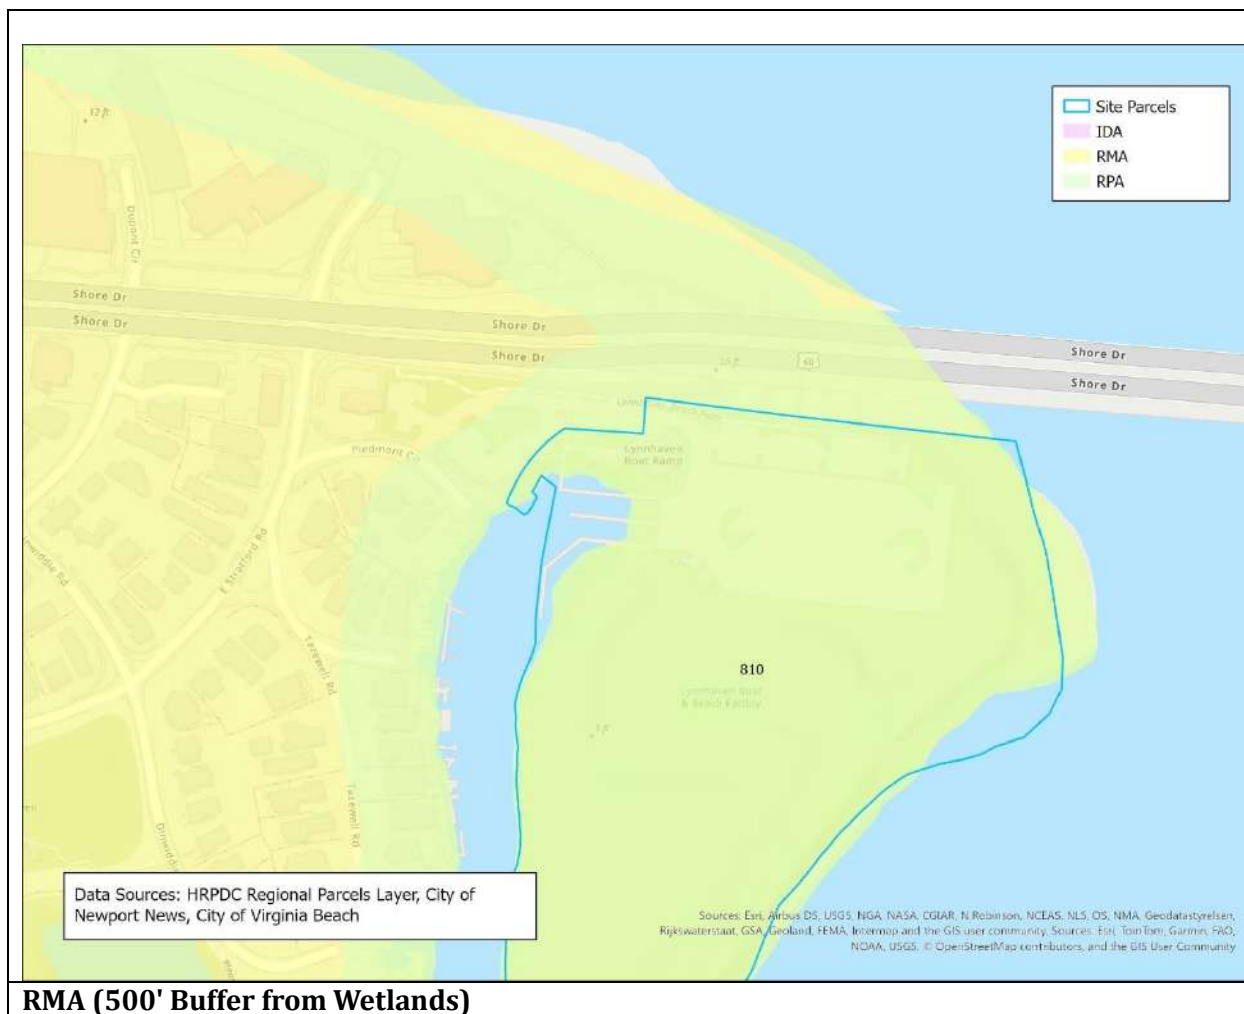 12 ft
Site Parcels
IDA
RMA
RPA
Dupont Cir
Shore Dr
Shore Dr
Shore Dr
Shore Dr
Shore Dr
Shore Dr
60
Piedmont Cir
Lynnhaven
Boat Ramp
E Stratford Rd
Tazewell Rd
810
Lynnhaven Boat
& Beach Facility
3 ft
Tazewell Rd
Dinwiddie
Data Sources: HRPDC Regional Parcels Layer, City of
Newport News, City of Virginia Beach
Sources: Esri, Airbus DS, USGS, NGA, NASA, CGIAR, N Robinson, NCEAS, NLS, OS, NMA, Geodatastyrelsen,
Rijkswaterstaat, GSA, Geoland, FEMA, Intermap and the GIS user community, Sources: Esri, TomTom, Garmin, FAO,
NOAA, USGS, © OpenStreetMap contributors, and the GIS User Community
RMA (500' Buffer from Wetlands)